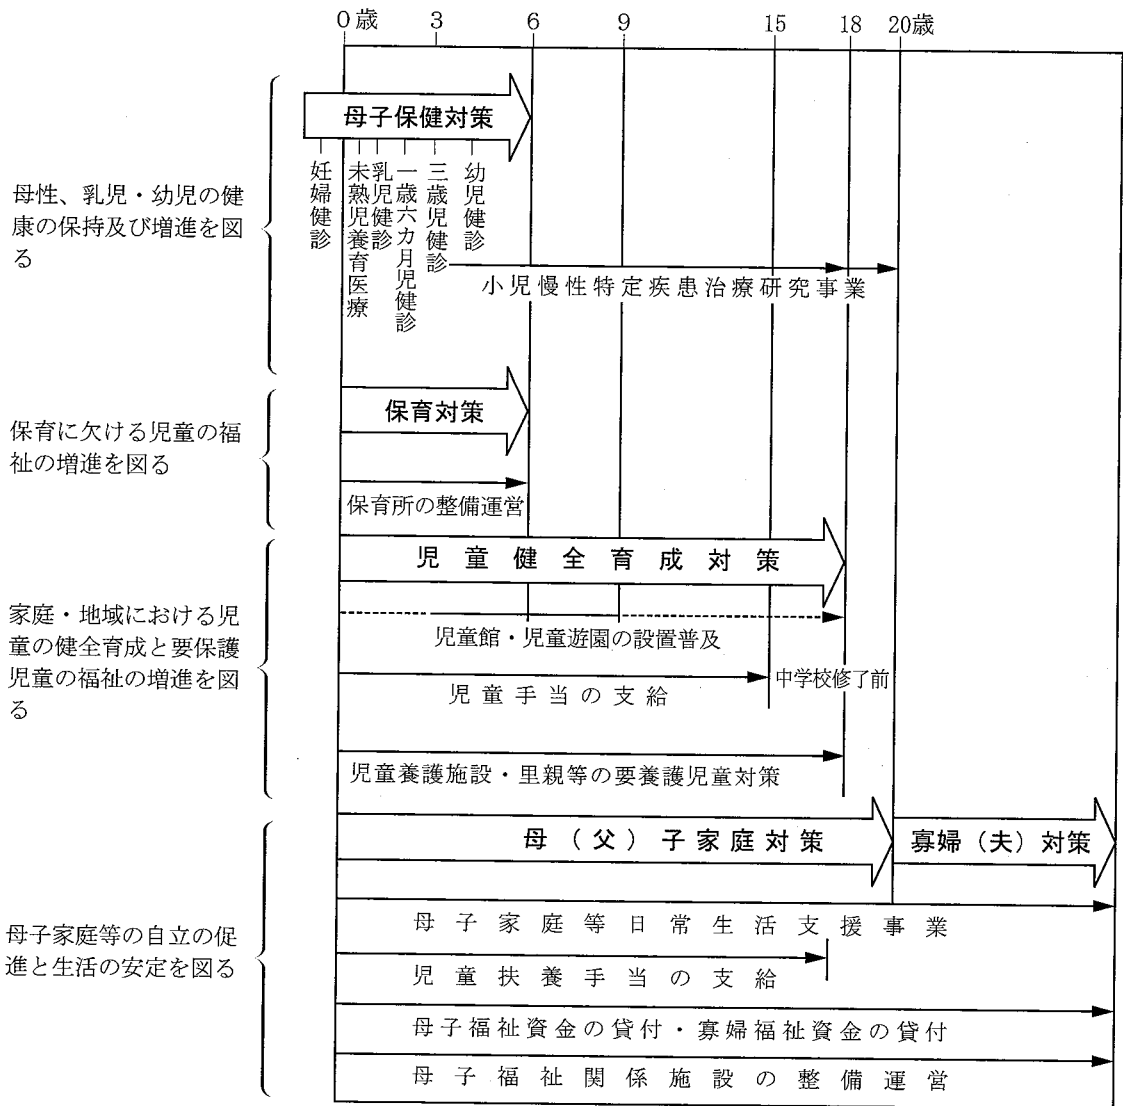 0歳 3 6 9 15 18 20歳
母性、乳児・幼児の健
康の保持及び増進を図
る
母子保健対策
妊婦健診
未熟児養育医療
乳児健診
一歳六カ月児健診
三歳児健診
幼児健診
小児慢性特定疾患治療研究事業
保育に欠ける児童の福
祉の増進を図る
保育対策
保育所の整備運営
家庭・地域における児
童の健全育成と要保護
児童の福祉の増進を図
る
児童健全育成対策
児童館・児童遊園の設置普及
児童手当の支給
中学校修了前
児童養護施設・里親等の要養護児童対策
母子家庭等の自立の促
進と生活の安定を図る
母（父）子家庭対策
寡婦（夫）対策
母子家庭等日常生活支援事業
児童扶養手当の支給
母子福祉資金の貸付・寡婦福祉資金の貸付
母子福祉関係施設の整備運営